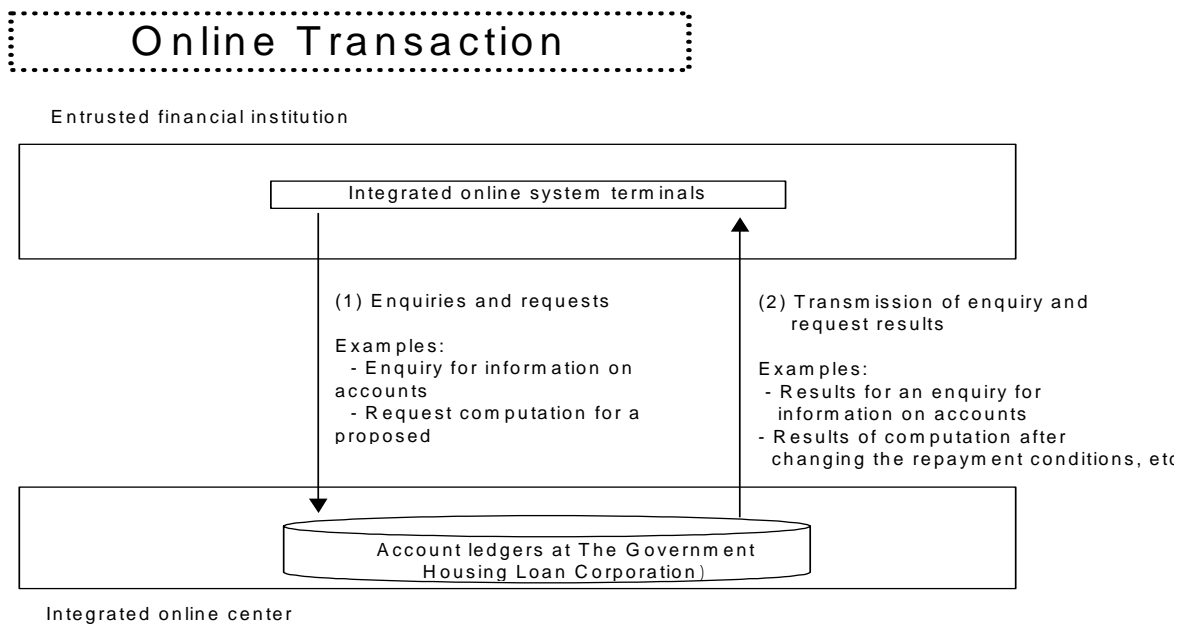 Online Transaction
Entrusted financial institution
Integrated online system terminals
(1) Enquiries and requests
Examples:
- Enquiry for information on
accounts
- Request computation for a
proposed
(2) Transmission of enquiry and
request results
Examples:
- Results for an enquiry for
information on accounts
- Results of computation after
changing the repayment conditions, etc
Account ledgers at The Government
Housing Loan Corporation)
Integrated online center